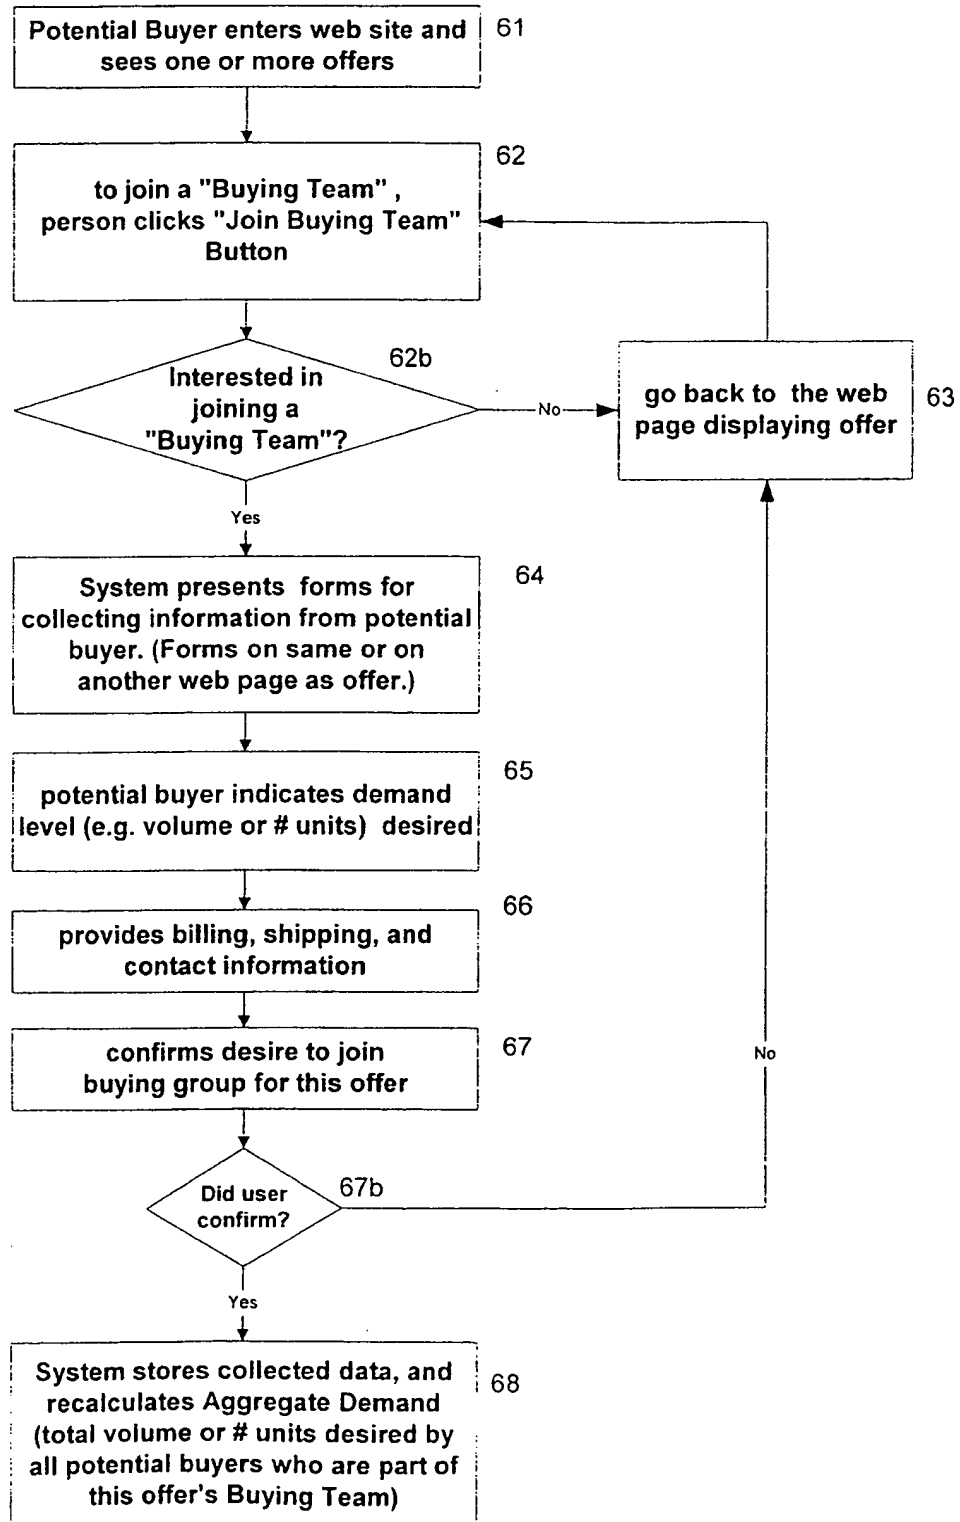 Potential Buyer enters web site and
sees one or more offers
61
to join a "Buying Team" ,
person clicks "Join Buying Team"
Button
62
Interested in
joining a
"Buying Team"?
62b
No
go back to the web
page displaying offer
63
Yes
System presents forms for
collecting information from potential
buyer. (Forms on same or on
another web page as offer.)
64
potential buyer indicates demand
level (e.g. volume or # units) desired
65
provides billing, shipping, and
contact information
66
confirms desire to join
buying group for this offer
67
No
Did user
confirm?
67b
Yes
System stores collected data, and
recalculates Aggregate Demand
(total volume or # units desired by
all potential buyers who are part of
this offer's Buying Team)
68